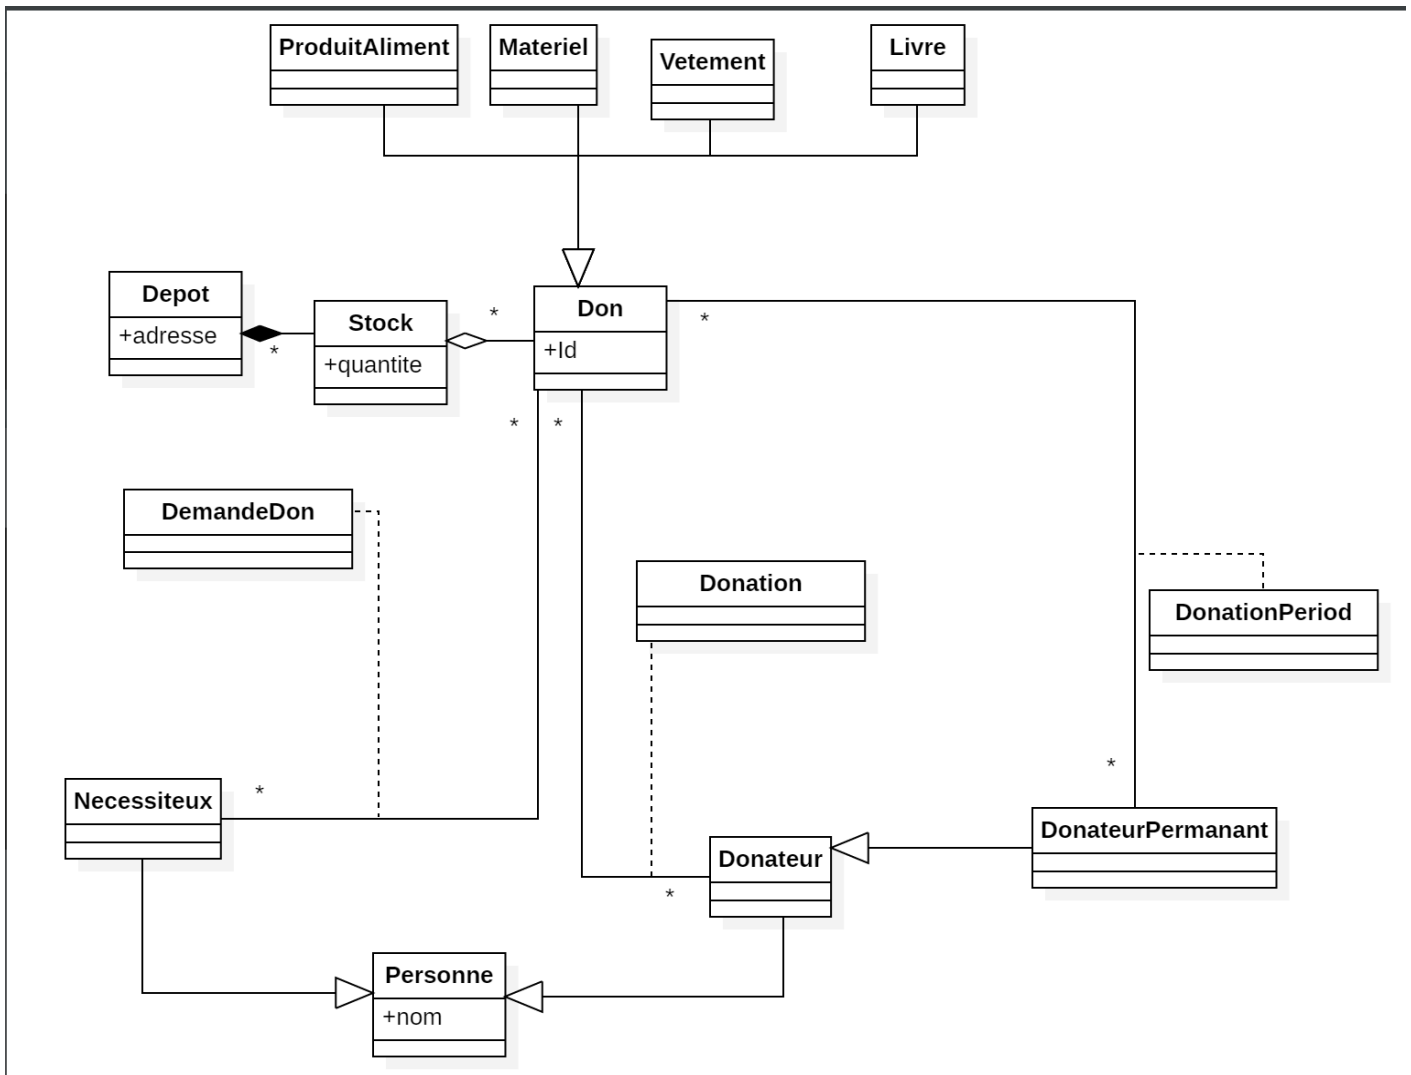 ProduitAliment
Materiel
Vetement
Livre
Depot
+adresse
*
Stock
+quantite
*
Don
+Id
*
*
*
DemandeDon
Donation
DonationPeriod
*
Necessiteux
*
DonateurPermanant
Donateur
*
Personne
+nom